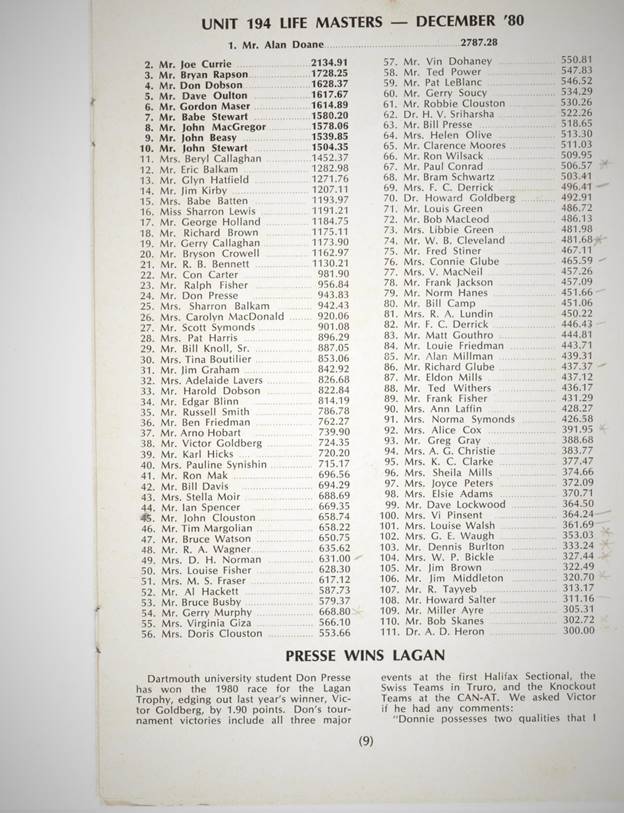 UNIT 194 LIFE MASTERS — DECEMBER '80
1. Mr. Alan Doane 2787.28
2. Mr. Joe Currie 2134.91
3. Mr. Bryan Rapson 1728.25
4. Mr. Don Dobson 1628.37
5. Mr. Dave Oulton 1617.67
6. Mr. Gordon Maser 1614.89
7. Mr. Babe Stewart 1580.20
8. Mr. John MacGregor 1578.06
9. Mr. John Beasy 1539.85
10. Mr. John Stewart 1504.35
11. Mrs. Beryl Callaghan 1452.37
12. Mr. Eric Balkam 1282.98
13. Mr. Glyn Hatfield 1271.76
14. Mr. Jim Kirby 1207.11
15. Mrs. Babe Batten 1193.97
16. Miss Sharron Lewis 1191.21
17. Mr. George Holland 1184.75
18. Mr. Richard Brown 1175.11
19. Mr. Gerry Callaghan 1173.90
20. Mr. Bryson Crowell 1162.97
21. Mr. R. B. Bennett 1130.21
22. Mr. Con Carter 981.90
23. Mr. Ralph Fisher 956.84
24. Mr. Don Presse 943.83
25. Mrs. Sharron Balkam 942.43
26. Mrs. Carolyn MacDonald 920.06
27. Mr. Scott Symonds 901.08
28. Mrs. Pat Harris 896.29
29. Mr. Bill Knoll, Sr. 887.05
30. Mrs. Tina Boutilier 853.06
31. Mr. Jim Graham 842.92
32. Mrs. Adelaide Lavers 826.68
33. Mr. Harold Dobson 822.84
34. Mr. Edgar Blinn 814.19
35. Mr. Russell Smith 786.78
36. Mr. Ben Friedman 762.27
37. Mr. Arno Hobart 739.90
38. Mr. Victor Goldberg 724.35
39. Mr. Karl Hicks 720.20
40. Mrs. Pauline Synishin 715.17
41. Mr. Ron Mak 696.56
42. Mr. Bill Davis 694.29
43. Mrs. Stella Moir 688.69
44. Mr. Ian Spencer 669.35
45. Mr. John Clouston 658.74
46. Mr. Tim Margolian 658.22
47. Mr. Bruce Watson 650.75
48. Mr. R. A. Wagner 635.62
49. Mrs. D. H. Norman 631.00
50. Mrs. Louise Fisher 628.30
51. Mrs. M. S. Fraser 617.12
52. Mr. Al Hackett 587.73
53. Mr. Bruce Busby 579.37
54. Mr. Gerry Murphy 668.80
55. Mrs. Virginia Giza 566.10
56. Mrs. Doris Clouston 553.66
57. Mr. Vin Dohaney 550.81
58. Mr. Ted Power 547.83
59. Mr. Pat LeBlanc 546.52
60. Mr. Gerry Soucy 534.29
61. Mr. Robbie Clouston 530.26
62. Dr. H. V. Sriharsha 522.26
63. Mr. Bill Presse 518.65
64. Mrs. Helen Olive 513.30
65. Mr. Clarence Moores 511.03
66. Mr. Ron Wilsack 509.95
67. Mr. Paul Conrad 506.57
68. Mr. Bram Schwartz 503.41
69. Mrs. F. C. Derrick 496.41
70. Dr. Howard Goldberg 492.91
71. Mr. Louis Green 486.72
72. Mr. Bob MacLeod 486.13
73. Mrs. Libbie Green 481.98
74. Mr. W. B. Cleveland 481.68
75. Mr. Fred Stiner 467.11
76. Mrs. Connie Glube 465.59
77. Mrs. V. MacNeil 457.26
78. Mr. Frank Jackson 457.09
79. Mr. Norm Hanes 451.66
80. Mr. Bill Camp 451.06
81. Mrs. R. A. Lundin 450.22
82. Mr. F. C. Derrick 446.43
83. Mr. Matt Gouthro 444.81
84. Mr. Louie Friedman 443.71
85. Mr. Alan Millman 439.31
86. Mr. Richard Glube 437.37
87. Mr. Eldon Mills 437.12
88. Mr. Ted Withers 436.17
89. Mr. Frank Fisher 431.29
90. Mrs. Ann Laffin 428.27
91. Mrs. Norma Symonds 426.58
92. Mrs. Alice Cox 391.95
93. Mr. Greg Gray 388.68
94. Mrs. A. G. Christie 383.77
95. Mrs. K. C. Clarke 377.47
96. Mrs. Sheila Mills 374.66
97. Mrs. Joyce Peters 372.09
98. Mrs. Elsie Adams 370.71
99. Mr. Dave Lockwood 364.50
100. Mrs. Vi Pinsent 364.24
101. Mrs. Louise Walsh 361.69
102. Mrs. G. E. Waugh 353.03
103. Mr. Dennis Burlton 333.24
104. Mrs. W. P. Bickle 327.44
105. Mr. Jim Brown 322.49
106. Mr. Jim Middleton 320.70
107. Mr. R. Tayyeb 313.17
108. Mr. Howard Salter 311.16
109. Mr. Miller Ayre 305.31
110. Mr. Bob Skanes 302.72
111. Dr. A. D. Heron 300.00
PRESSE WINS LAGAN
Dartmouth university student Don Presse
has won the 1980 race for the Lagan
Trophy, edging out last year's winner, Vic-
tor Goldberg, by 1.90 points. Don's tour-
nament victories include all three major
events at the first Halifax Sectional, the
Swiss Teams in Truro, and the Knockout
Teams at the CAN-AT. We asked Victor
if he had any comments:
"Donnie possesses two qualities that I
(9)